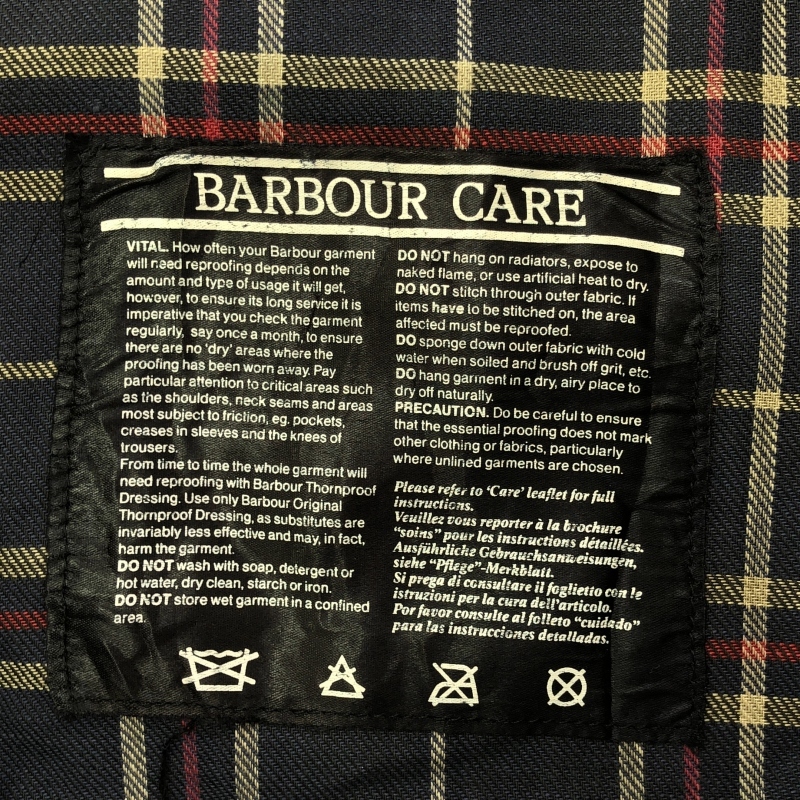 BARBOUR CARE
VITAL. How often your Barbour garment
will need reproofing depends on the
amount and type of usage it will get,
however, to ensure its long service it is
imperative that you check the garment
regularly, say once a month, to ensure
there are no 'dry' areas where the
proofing has been worn away. Pay
particular attention to critical areas such
as the shoulders, neck seams and areas
most subject to friction, eg. pockets,
creases in sleeves and the knees of
trousers.
From time to time the whole garment will
need reproofing with Barbour Thornproof
Dressing. Use only Barbour Original
Thornproof Dressing, as substitutes are
invariably less effective and may, in fact,
harm the garment.
DO NOT wash with soap, detergent or
hot water, dry clean, starch or iron.
DO NOT store wet garment in a confined
area.
DO NOT hang on radiators, expose to
naked flame, or use artificial heat to dry.
DO NOT stitch through outer fabric. If
items have to be stitched on, the area
affected must be reproofed.
DO sponge down outer fabric with cold
water when soiled and brush off grit, etc.
DO hang garment in a dry, airy place to
dry off naturally.
PRECAUTION. Do be careful to ensure
that the essential proofing does not mark
other clothing or fabrics, particularly
where unlined garments are chosen.
Please refer to 'Care' leaflet for full
instructions.
Veuillez vous reporter à la brochure
"soins" pour les instructions détaillées.
Ausführliche Gebrauchsanweisungen,
siehe "Pflege"-Merkblatt.
Si prega di consultare il foglietto con le
istruzioni per la cura dell'articolo.
Por favor consulte al folleto "cuidado"
para las instrucciones detalladas.